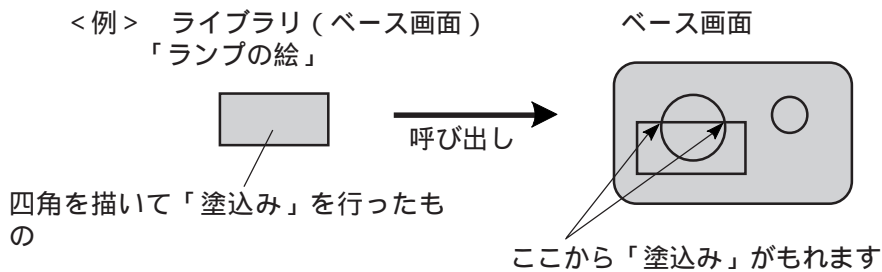 ＜例＞　ライブラリ（ベース画面）　ベース画面
「ランプの絵」
呼び出し
四角を描いて「塗込み」を行ったも
の
ここから「塗込み」がもれます